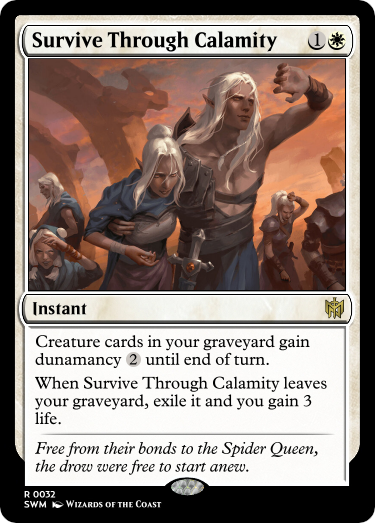 Survive Through Calamity 1
Instant
Creature cards in your graveyard gain
dunamancy 2 until end of turn.
When Survive Through Calamity leaves
your graveyard, exile it and you gain 3
life.
Free from their bonds to the Spider Queen,
the drow were free to start anew.
R 0032
SWM Wizards of the Coast